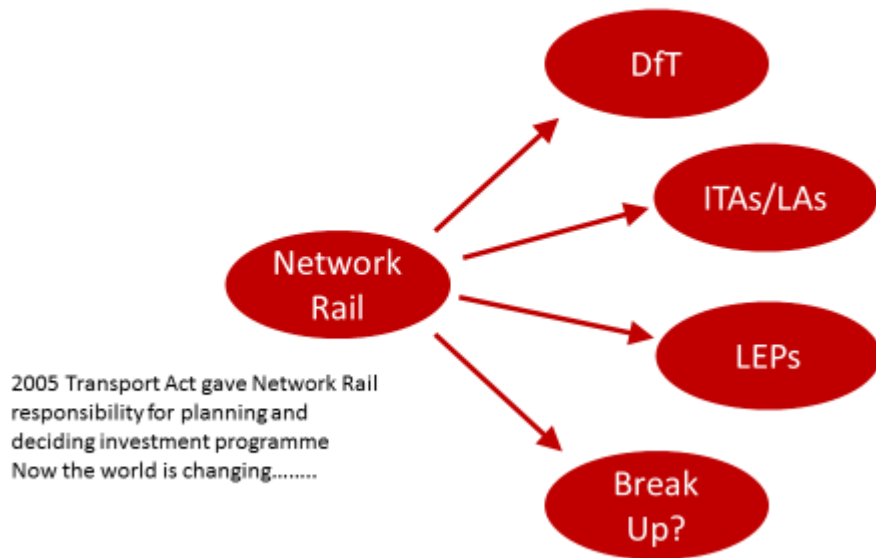 DfT
ITAs/LAs
Network
Rail
LEPs
2005 Transport Act gave Network Rail
responsibility for planning and
deciding investment programme
Now the world is changing........
Break
Up?